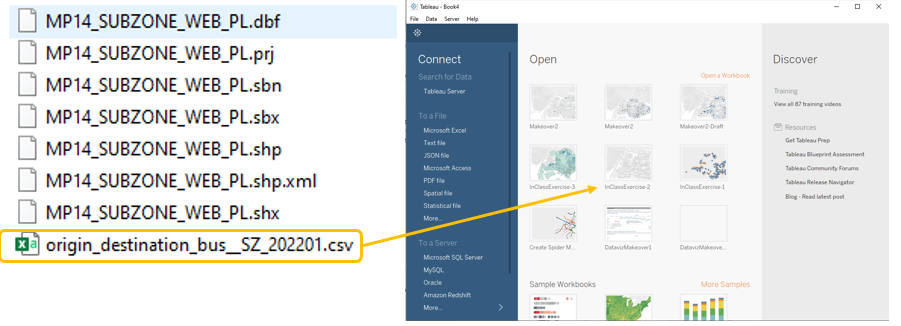 MP14_SUBZONE_WEB_PL.dbf
MP14_SUBZONE_WEB_PL.prj
MP14_SUBZONE_WEB_PL.sbn
MP14_SUBZONE_WEB_PL.sbx
MP14_SUBZONE_WEB_PL.shp
MP14_SUBZONE_WEB_PL.shp.xml
MP14_SUBZONE_WEB_PL.shx
origin_destination_bus__SZ_202201.csv
Tableau - Book4
File Data Server Help
Connect
Search for Data
Tableau Server
To a File
Microsoft Excel
Text file
JSON file
Microsoft Access
PDF file
Spatial file
Statistical file
More...
To a Server
Microsoft SQL Server
MySQL
Oracle
Amazon Redshift
More...
Open
Open a Workbook
Makeover2 Makeover2 Makeover2-Draft
InClassExercise-3 InClassExercise-2 InClassExercise-1
Create Spider M... DatavizMakeover1 DatavizMakeove...
Sample Workbooks
More Samples
Discover
Training
View all 87 training videos
Resources
Get Tableau Prep
Tableau Blueprint Assessment
Tableau Community Forums
Tableau Release Navigator
Blog - Read latest post